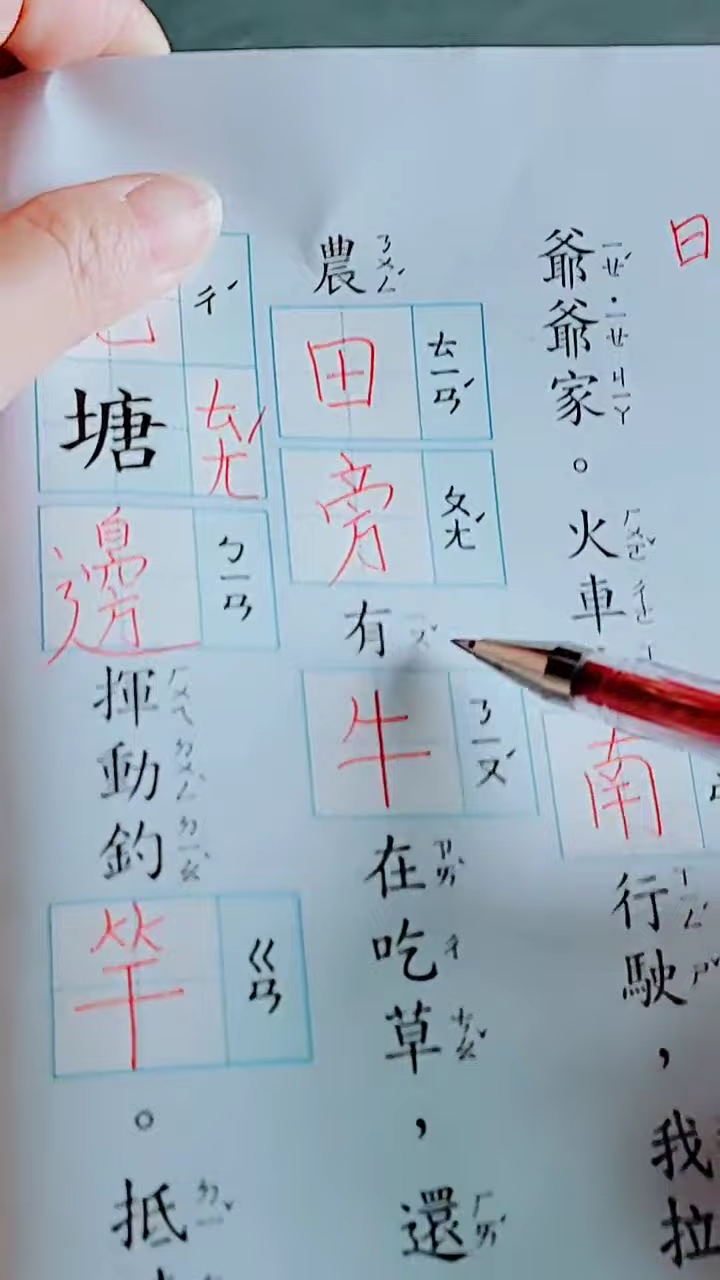 日
爺爺家。火車
南行駛,我拉
農田旁有牛在吃草,還
塘邊揮動釣竿。抵